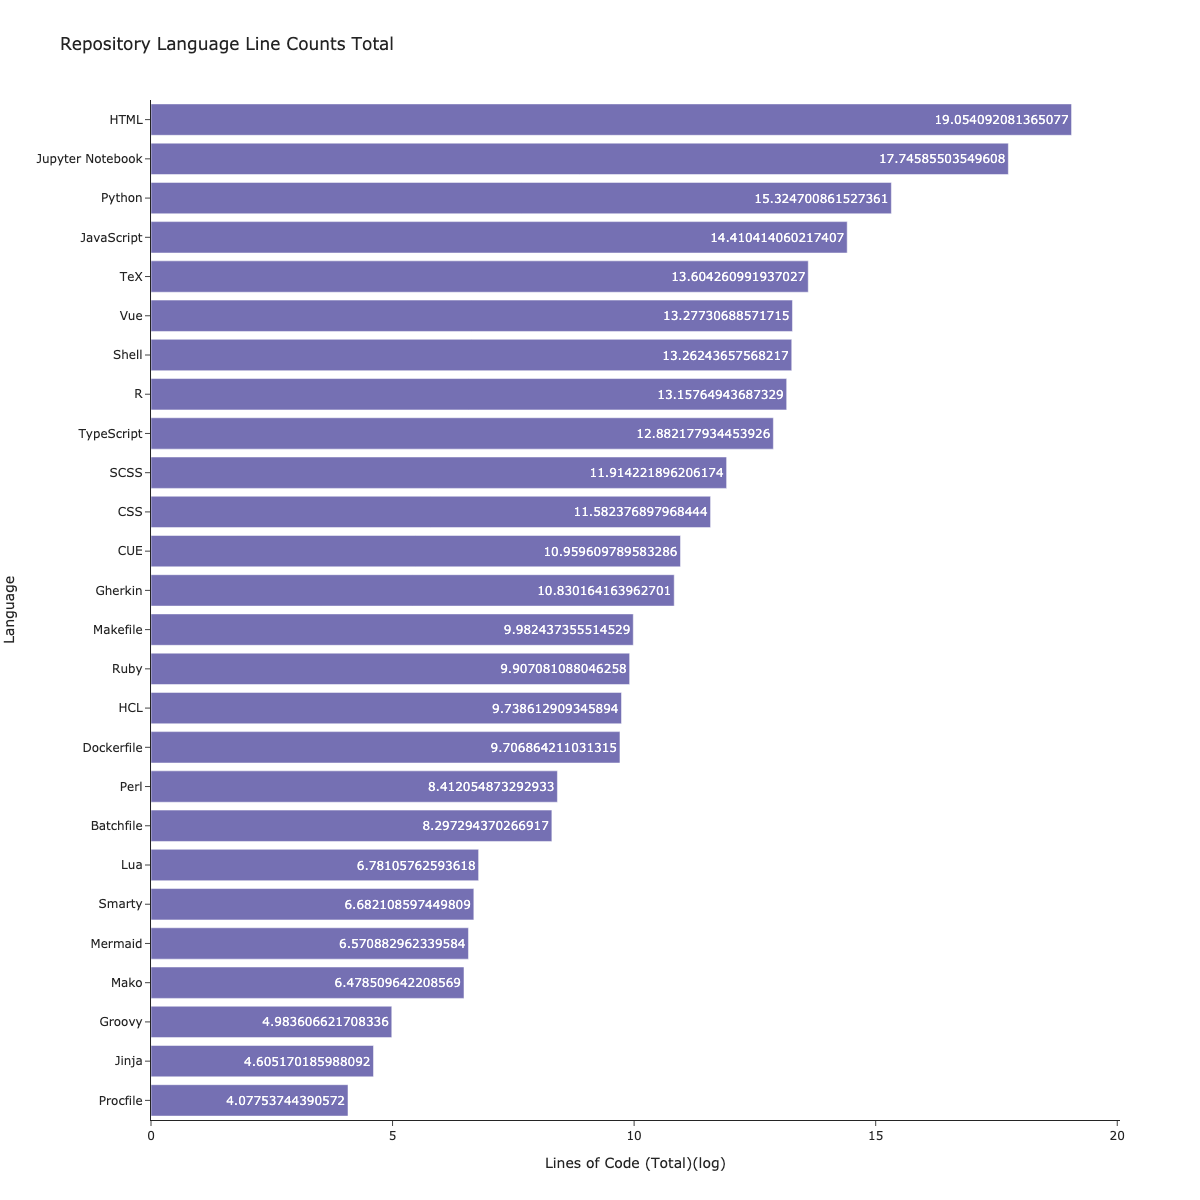 Repository Language Line Counts Total
HTML 19.054092081365077
Jupyter Notebook 17.74585503549608
Python 15.324700861527361
JavaScript 14.410414060217407
TeX 13.604260991937027
Vue 13.27730688571715
Shell 13.26243657568217
R 13.15764943687329
TypeScript 12.882177934453926
SCSS 11.914221896206174
CSS 11.582376897968444
CUE 10.959609789583286
Gherkin 10.830164163962701
Makefile 9.982437355514529
Ruby 9.907081088046258
HCL 9.738612909345894
Dockerfile 9.706864211031315
Perl 8.412054873292933
Batchfile 8.297294370266917
Lua 6.78105762593618
Smarty 6.682108597449809
Mermaid 6.570882962339584
Mako 6.478509642208569
Groovy 4.983606621708336
Jinja 4.605170185988092
Procfile 4.07753744390572
Language
0 5 10 15 20
Lines of Code (Total)(log)